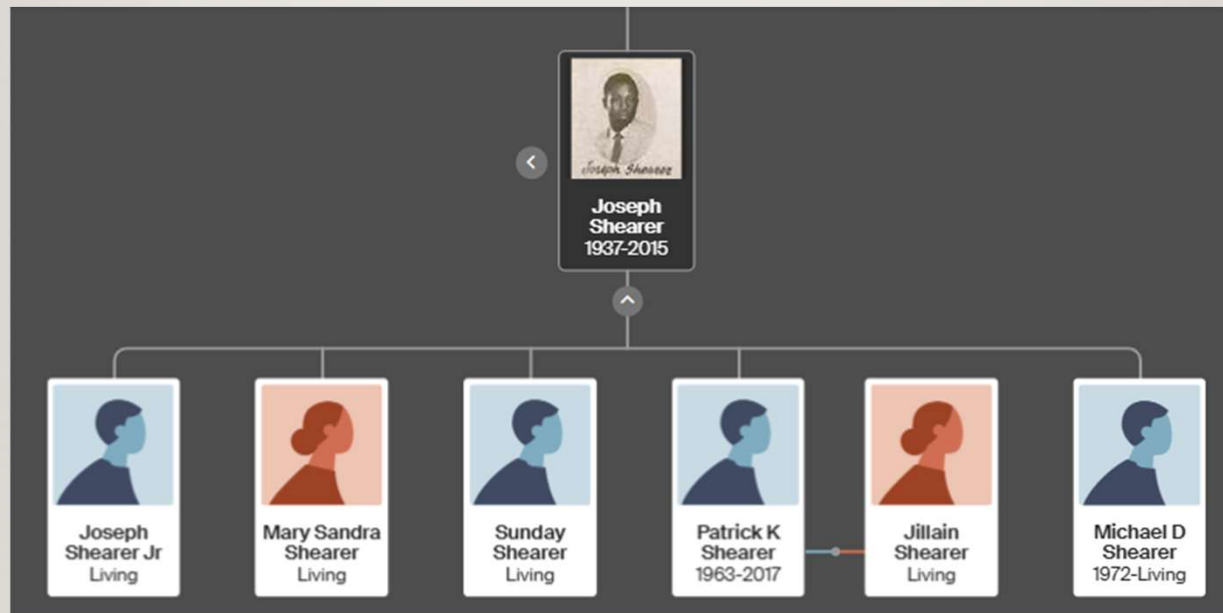 Joseph Shearer
Joseph
Shearer
1937-2015
Joseph
Shearer Jr
Living
Mary Sandra
Shearer
Living
Sunday
Shearer
Living
Patrick K
Shearer
1963-2017
Jillain
Shearer
Living
Michael D
Shearer
1972-Living